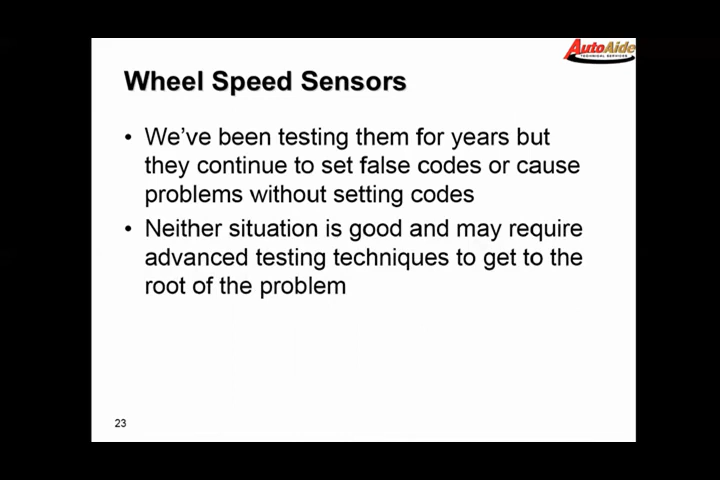 AutoAide
TECHNICAL SERVICES
Wheel Speed Sensors
• We've been testing them for years but
they continue to set false codes or cause
problems without setting codes
• Neither situation is good and may require
advanced testing techniques to get to the
root of the problem
23